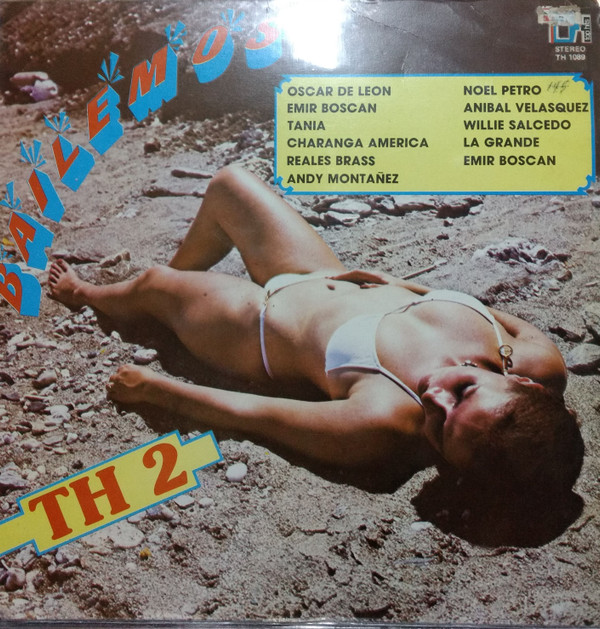 BAILEMOS
STEREO
TH 1089
OSCAR DE LEON
EMIR BOSCAN
TANIA
CHARANGA AMERICA
REALES BRASS
ANDY MONTAÑEZ
NOEL PETRO
ANIBAL VELASQUEZ
WILLIE SALCEDO
LA GRANDE
EMIR BOSCAN
TH 2